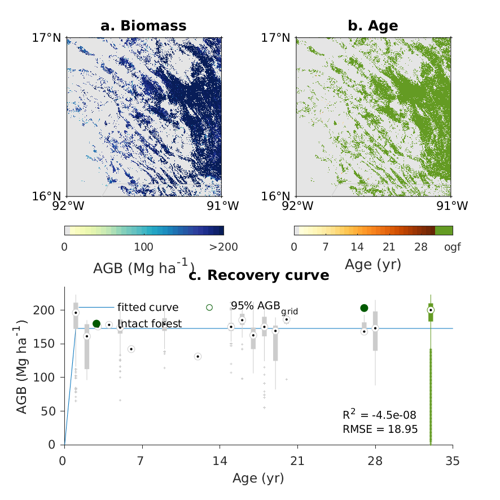 a. Biomass
b. Age
17°N
17°N
16°N
16°N
92°W
91°W
92°W
91°W
0
100
>200
0
7
14
21
28
ogf
AGB (Mg ha⁻¹)
Age (yr)
c. Recovery curve
fitted curve
95% AGB_grid
Intact forest
200
150
100
50
0
AGB (Mg ha⁻¹)
R² = -4.5e-08
RMSE = 18.95
0
7
14
21
28
35
Age (yr)